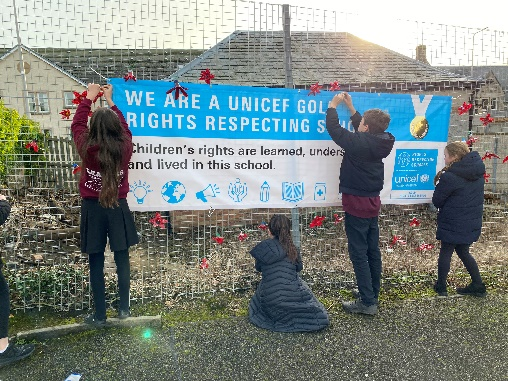 WE ARE A UNICEF GOL
RIGHTS RESPECTING S
Children's rights are learned, unders
and lived in this school.
unicef